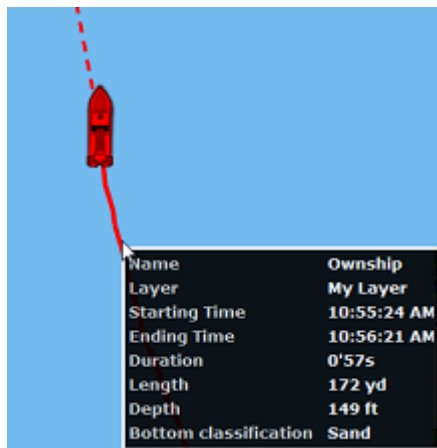 Name Ownship
Layer My Layer
Starting Time 10:55:24 AM
Ending Time 10:56:21 AM
Duration 0'57s
Length 172 yd
Depth 149 ft
Bottom classification Sand